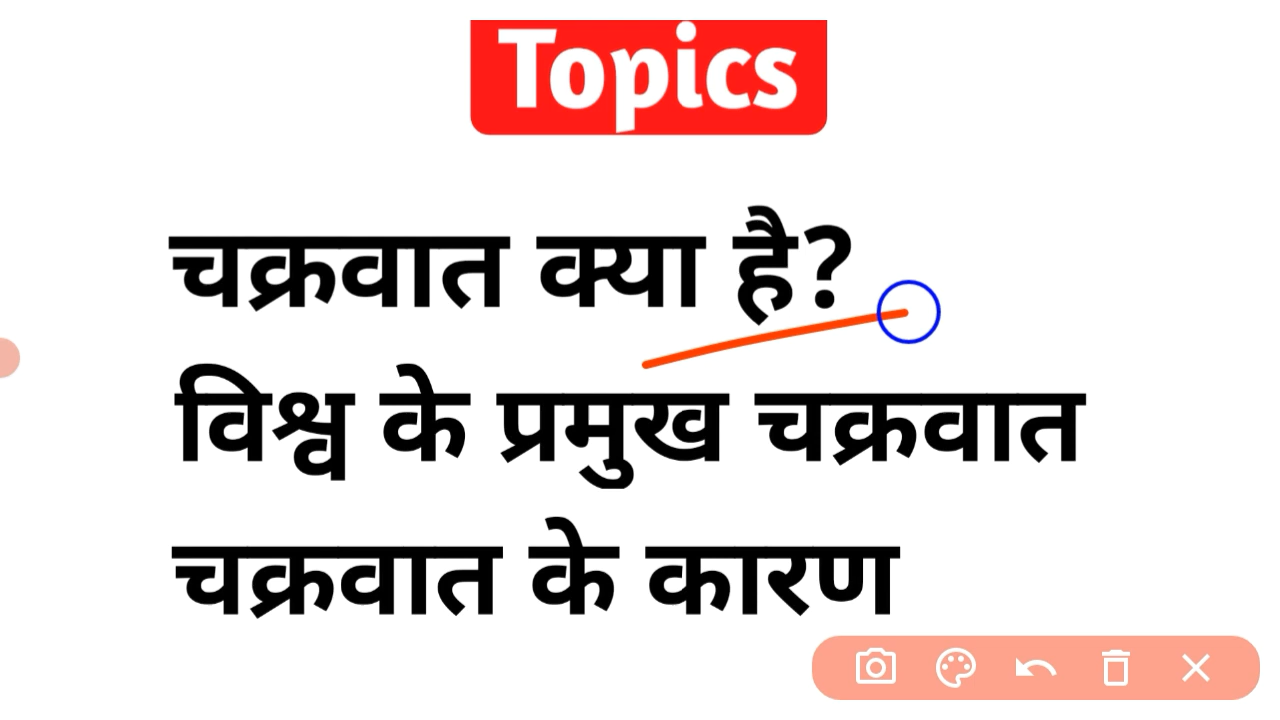 Topics
चक्रवात क्या है?
विश्व के प्रमुख चक्रवात
चक्रवात के कारण